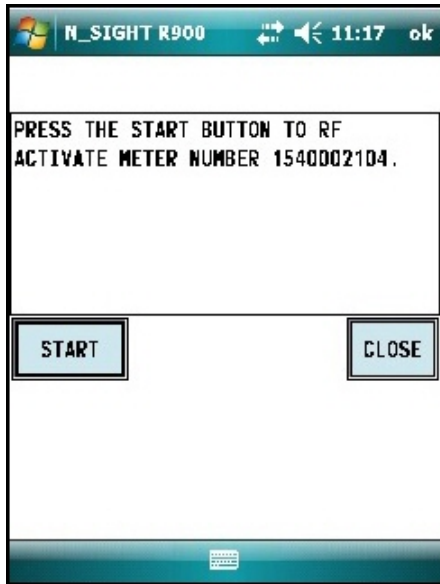 N_SIGHT R900 11:17 ok
PRESS THE START BUTTON TO RF
ACTIVATE METER NUMBER 1540002104.
START CLOSE